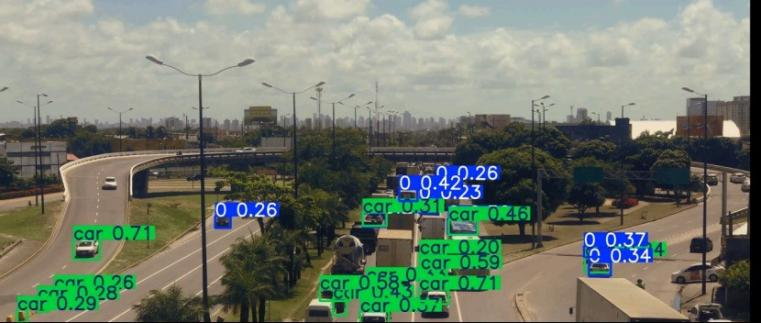 0 0.26
0 0.42
0.23
car 0.31
0 0.26
car 0.46
car 0.71
0 0.37
0 0.34
car 0.20
car 0.59
car 0.26
car 0.28
car 0.58
car 0.71
car 0.29